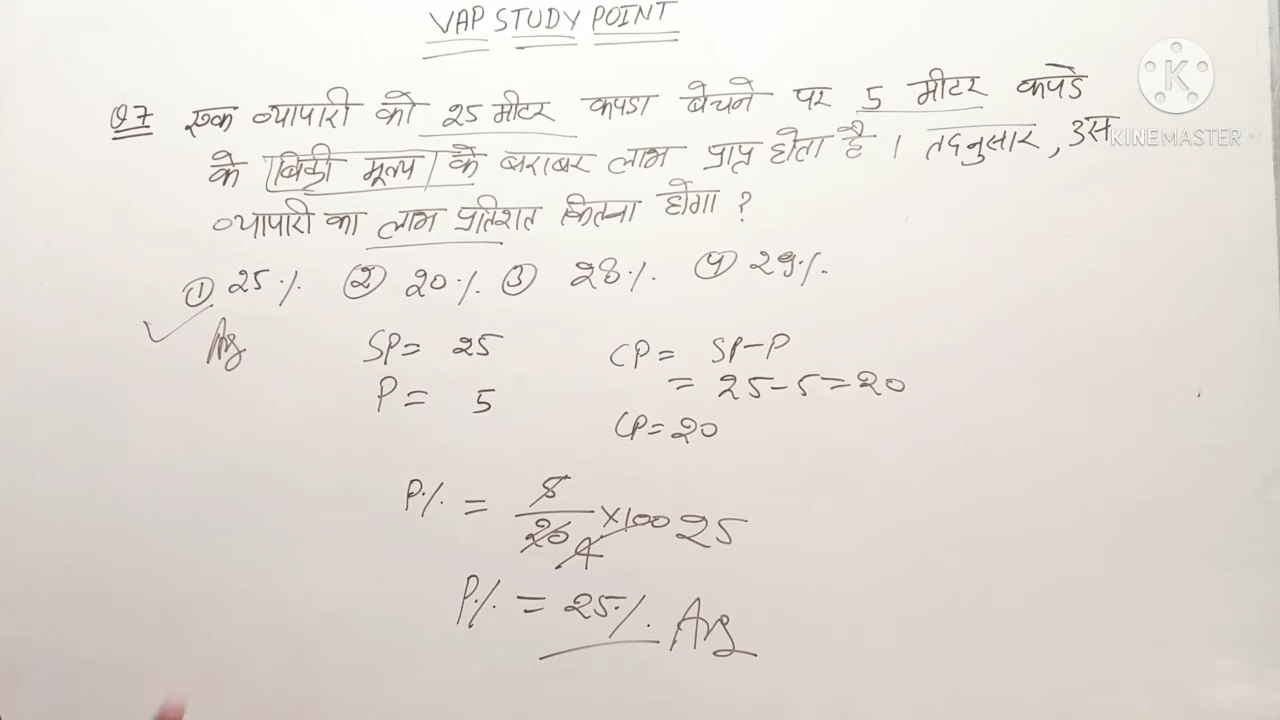 VAP STUDY POINT
Q7 एक व्यापारी को 25 मीटर कपडा बेचने पर 5 मीटर कपडे
के बिक्री मूल्य के बराबर लाभ प्राप्त होता है । तद्नुसार, उस
व्यापारी का लाभ प्रतिशत कितना होगा ?
① 25% ② 20% ③ 28% ④ 29%
Ans
SP= 25 CP= SP-P
P= 5 = 25-5=20
CP=20
P% = 5/20 4 ×100 25
P% = 25% Ans
K
KINEMASTER